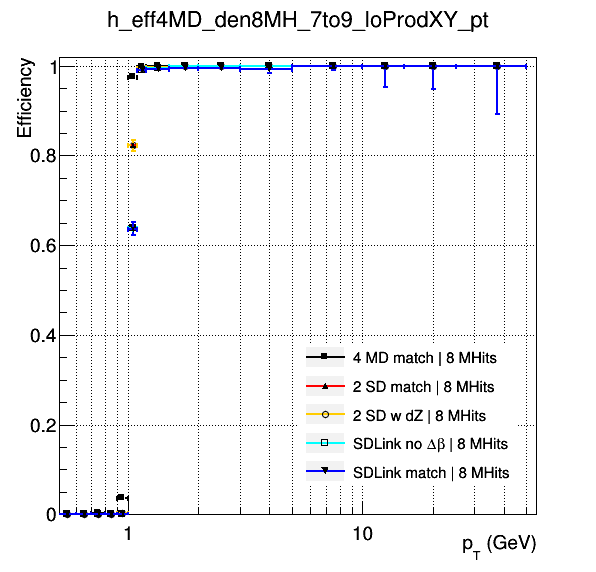 h_eff4MD_den8MH_7to9_loProdXY_pt
Efficiency
1
0.8
0.6
0.4
0.2
0
4 MD match | 8 MHits
2 SD match | 8 MHits
2 SD w dZ | 8 MHits
SDLink no Δβ | 8 MHits
SDLink match | 8 MHits
1
10
p_T (GeV)